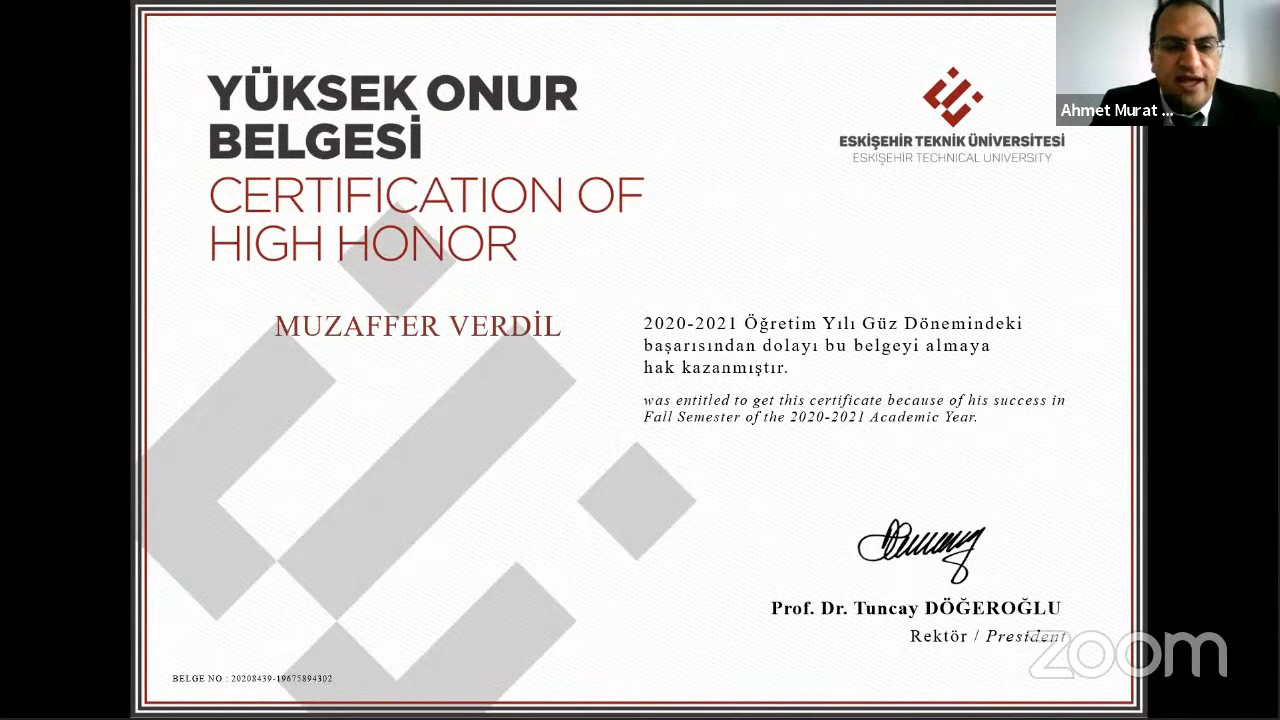 YÜKSEK ONUR
BELGESİ
CERTIFICATION OF
HIGH HONOR
ESKİŞEHİR TEKNİK ÜNİVERSİTESİ
ESKİŞEHİR TECHNICAL UNIVERSITY
Ahmet Murat ...
MUZAFFER VERDİL
2020-2021 Öğretim Yılı Güz Dönemindeki
başarısından dolayı bu belgeyi almaya
hak kazanmıştır.
was entitled to get this certificate because of his success in
Fall Semester of the 2020-2021 Academic Year.
Prof. Dr. Tuncay DÖĞEROĞLU
Rektör / President
zoom
BELGE NO : 20208439-19675894302